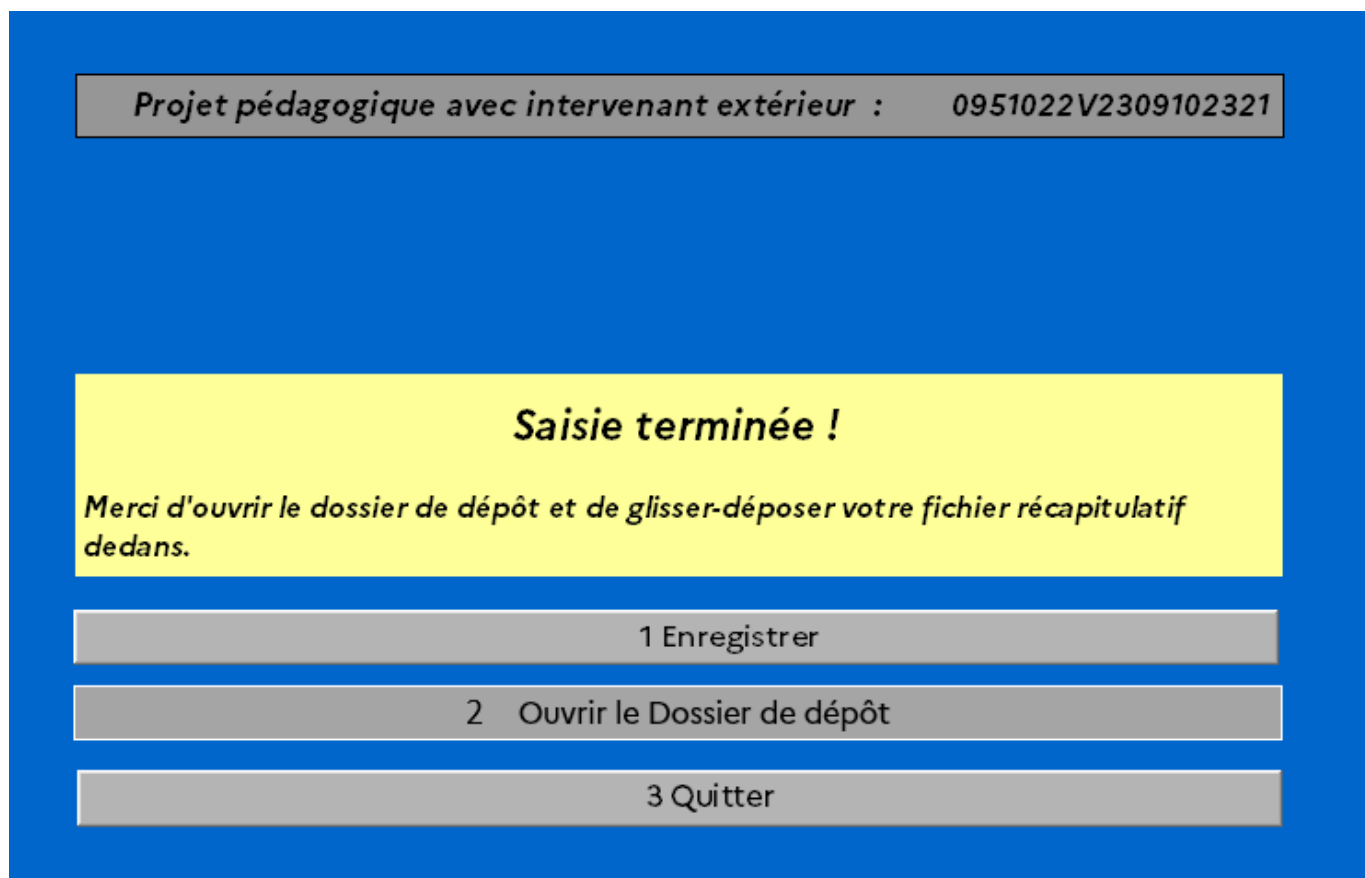 Projet pédagogique avec intervenant extérieur : 0951022V2309102321
Saisie terminée !
Merci d'ouvrir le dossier de dépôt et de glisser-déposer votre fichier récapitulatif
dedans.
1 Enregistrer
2 Ouvrir le Dossier de dépôt
3 Quitter